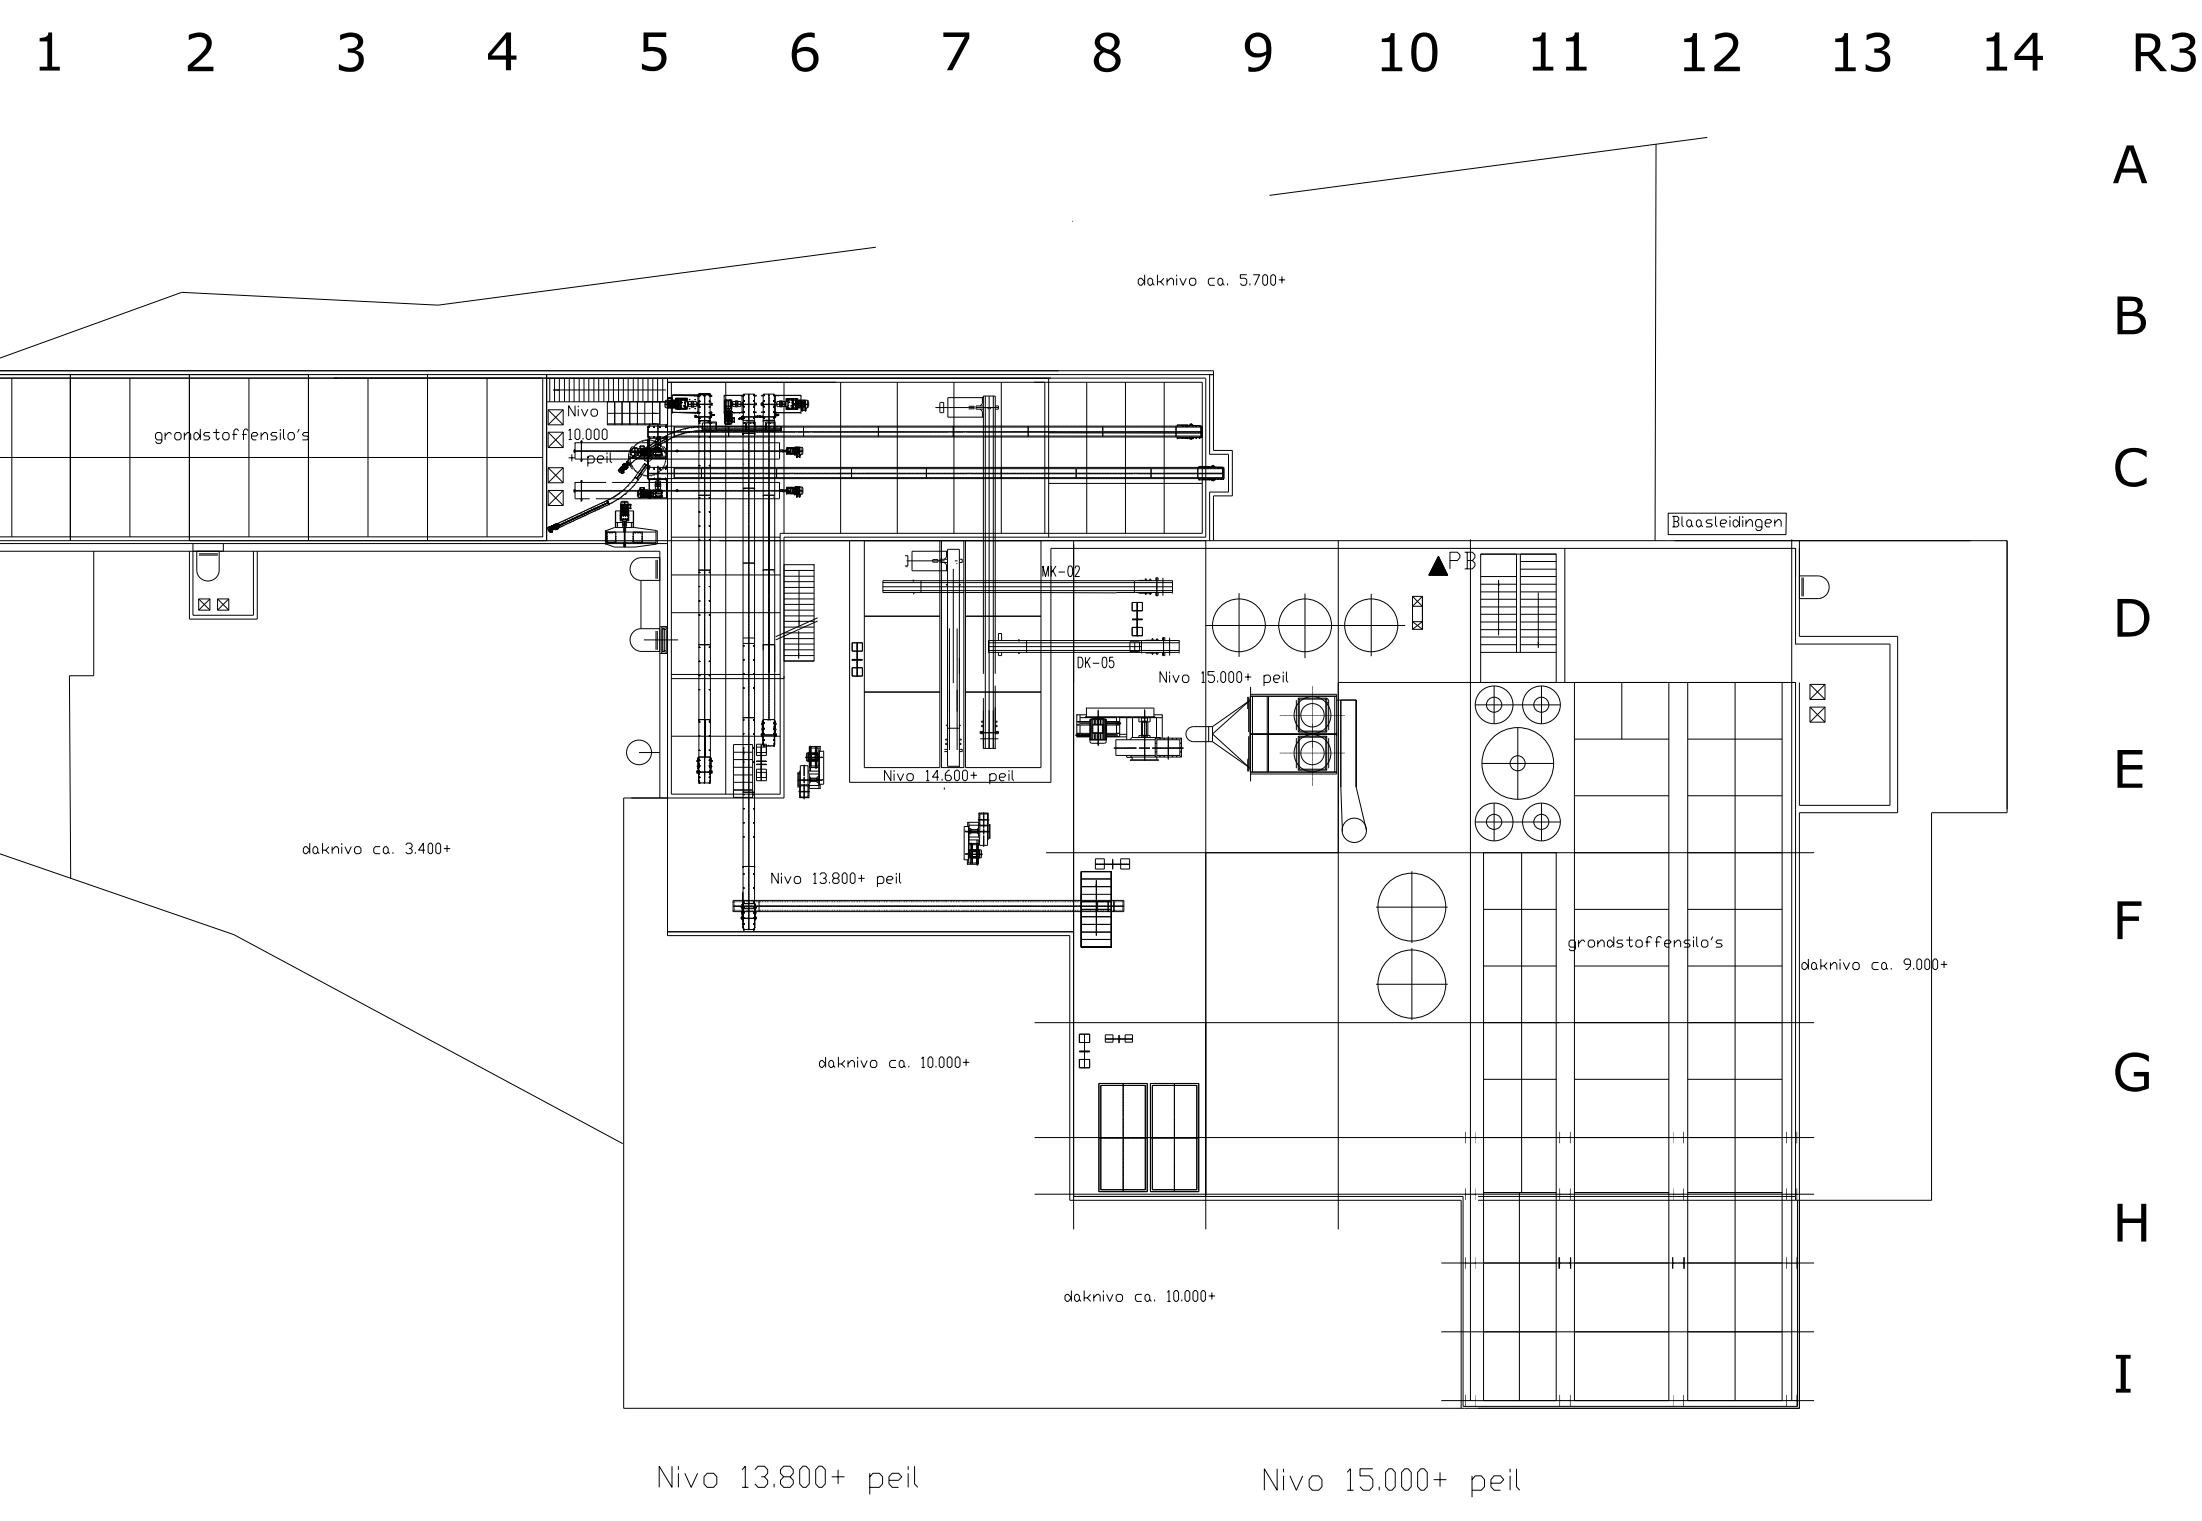 1 2 3 4 5 6 7 8 9 10 11 12 13 14 R3
A
daknivo ca. 5.700+
B
Nivo
10.000
+ peil
grondstoffensilo's
C
Blaasleidingen
PB
MK-02
D
DK-05
Nivo 15.000+ peil
E
Nivo 14.600+ peil
daknivo ca. 3.400+
Nivo 13.800+ peil
F
grondstoffensilo's
daknivo ca. 9.000+
daknivo ca. 10.000+
G
H
daknivo ca. 10.000+
I
Nivo 13.800+ peil
Nivo 15.000+ peil